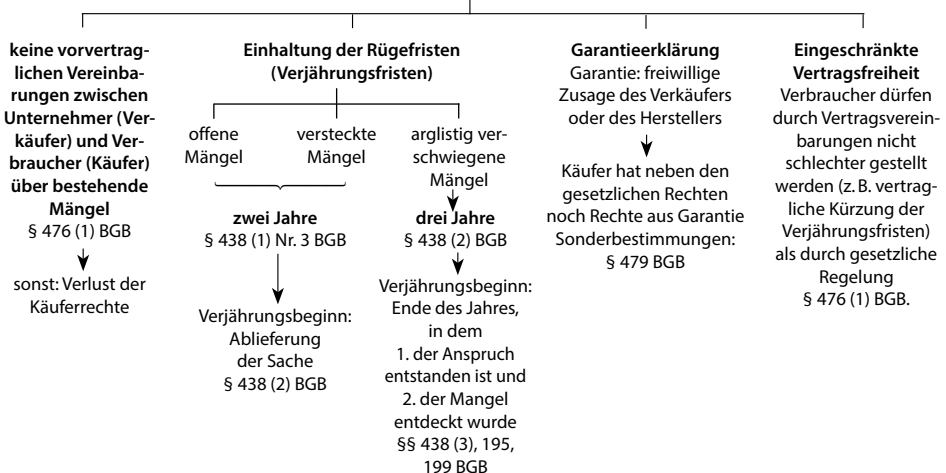 keine vorvertrag-
lichen Vereinba-
rungen zwischen
Unternehmer (Ver-
käufer) und Ver-
braucher (Käufer)
über bestehende
Mängel
§ 476 (1) BGB
sonst: Verlust der
Käuferrechte
Einhaltung der Rügefristen
(Verjährungsfristen)
offene
Mängel
versteckte
Mängel
zwei Jahre
§ 438 (1) Nr. 3 BGB
Verjährungsbeginn:
Ablieferung
der Sache
§ 438 (2) BGB
arglistig ver-
schwiegene
Mängel
drei Jahre
§ 438 (2) BGB
Verjährungsbeginn:
Ende des Jahres,
in dem
1. der Anspruch
entstanden ist und
2. der Mangel
entdeckt wurde
§§ 438 (3), 195,
199 BGB
Garantieerklärung
Garantie: freiwillige
Zusage des Verkäufers
oder des Herstellers
Käufer hat neben den
gesetzlichen Rechten
noch Rechte aus Garantie
Sonderbestimmungen:
§ 479 BGB
Eingeschränkte
Vertragsfreiheit
Verbraucher dürfen
durch Vertragsverein-
barungen nicht
schlechter gestellt
werden (z. B. vertrag-
liche Kürzung der
Verjährungsfristen)
als durch gesetzliche
Regelung
§ 476 (1) BGB.